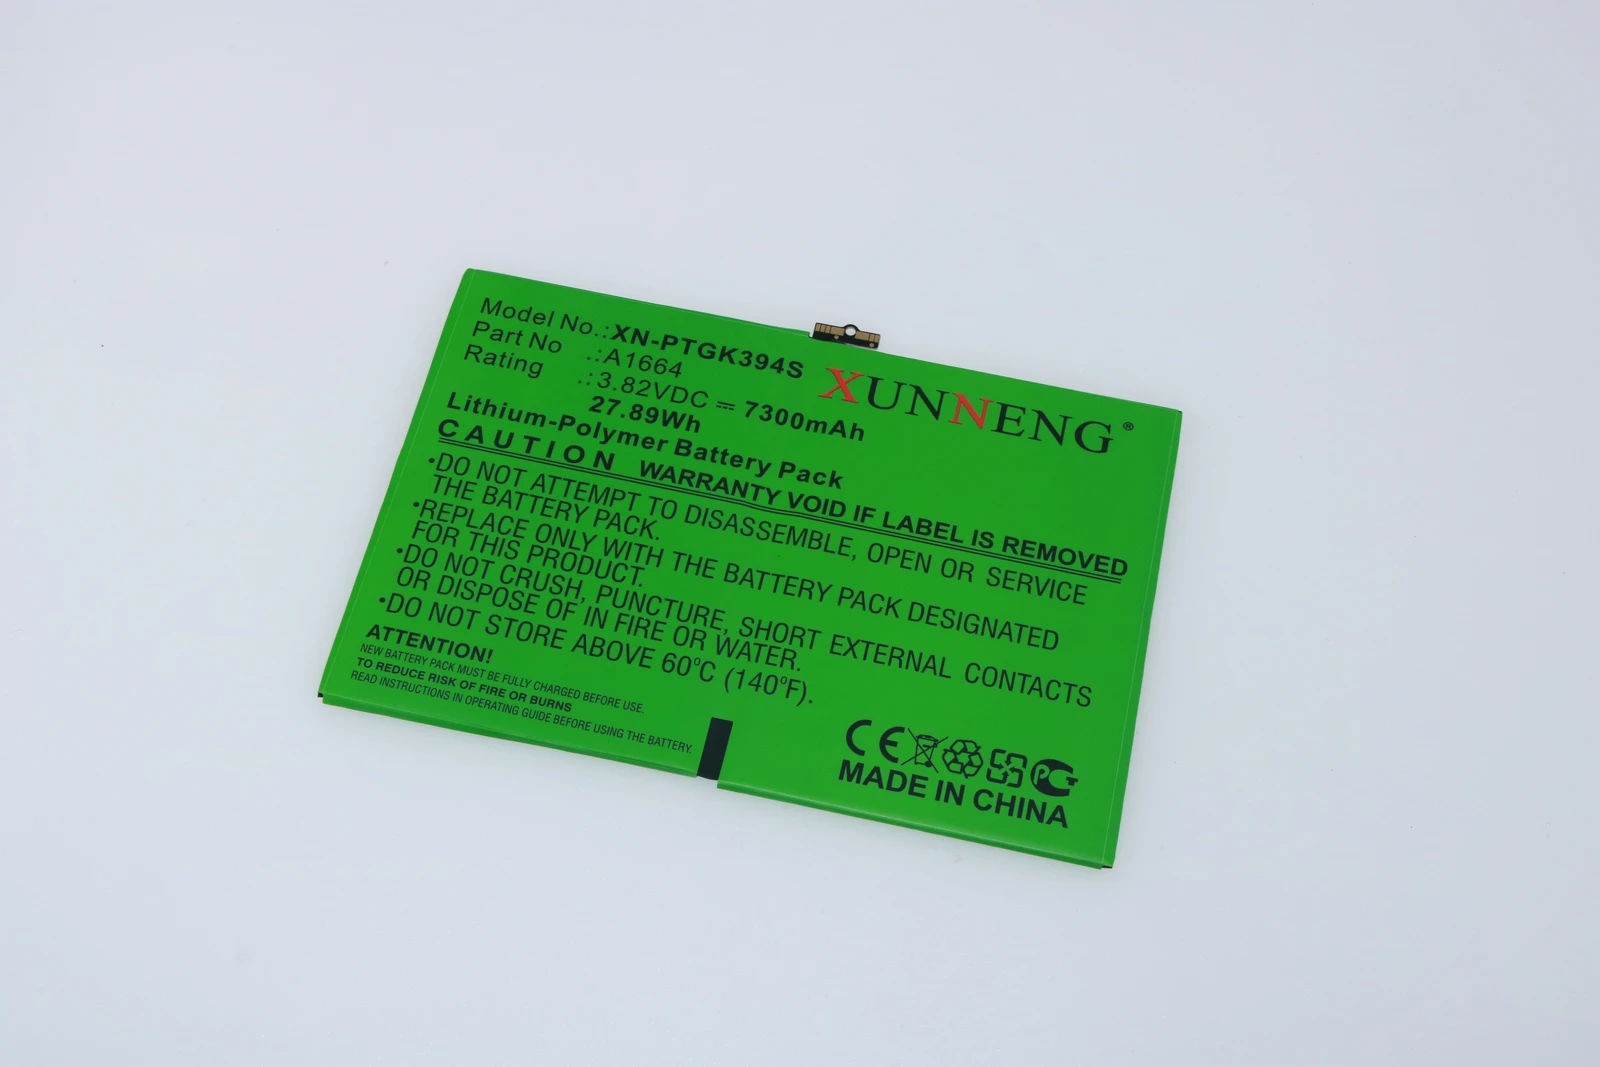 Model No.:XN-PTGK394S
Part No .:A1664
Rating .:3.82VDC ⎓ 7300mAh
27.89Wh
XUNNENG®
Lithium-Polymer Battery Pack
CAUTION WARRANTY VOID IF LABEL IS REMOVED
•DO NOT ATTEMPT TO DISASSEMBLE, OPEN OR SERVICE
THE BATTERY PACK.
•REPLACE ONLY WITH THE BATTERY PACK DESIGNATED
FOR THIS PRODUCT.
•DO NOT CRUSH, PUNCTURE, SHORT EXTERNAL CONTACTS
OR DISPOSE OF IN FIRE OR WATER.
•DO NOT STORE ABOVE 60ºC (140ºF).
ATTENTION!
NEW BATTERY PACK MUST BE FULLY CHARGED BEFORE USE.
TO REDUCE RISK OF FIRE OR BURNS
READ INSTRUCTIONS IN OPERATING GUIDE BEFORE USING THE BATTERY.
CE
MADE IN CHINA